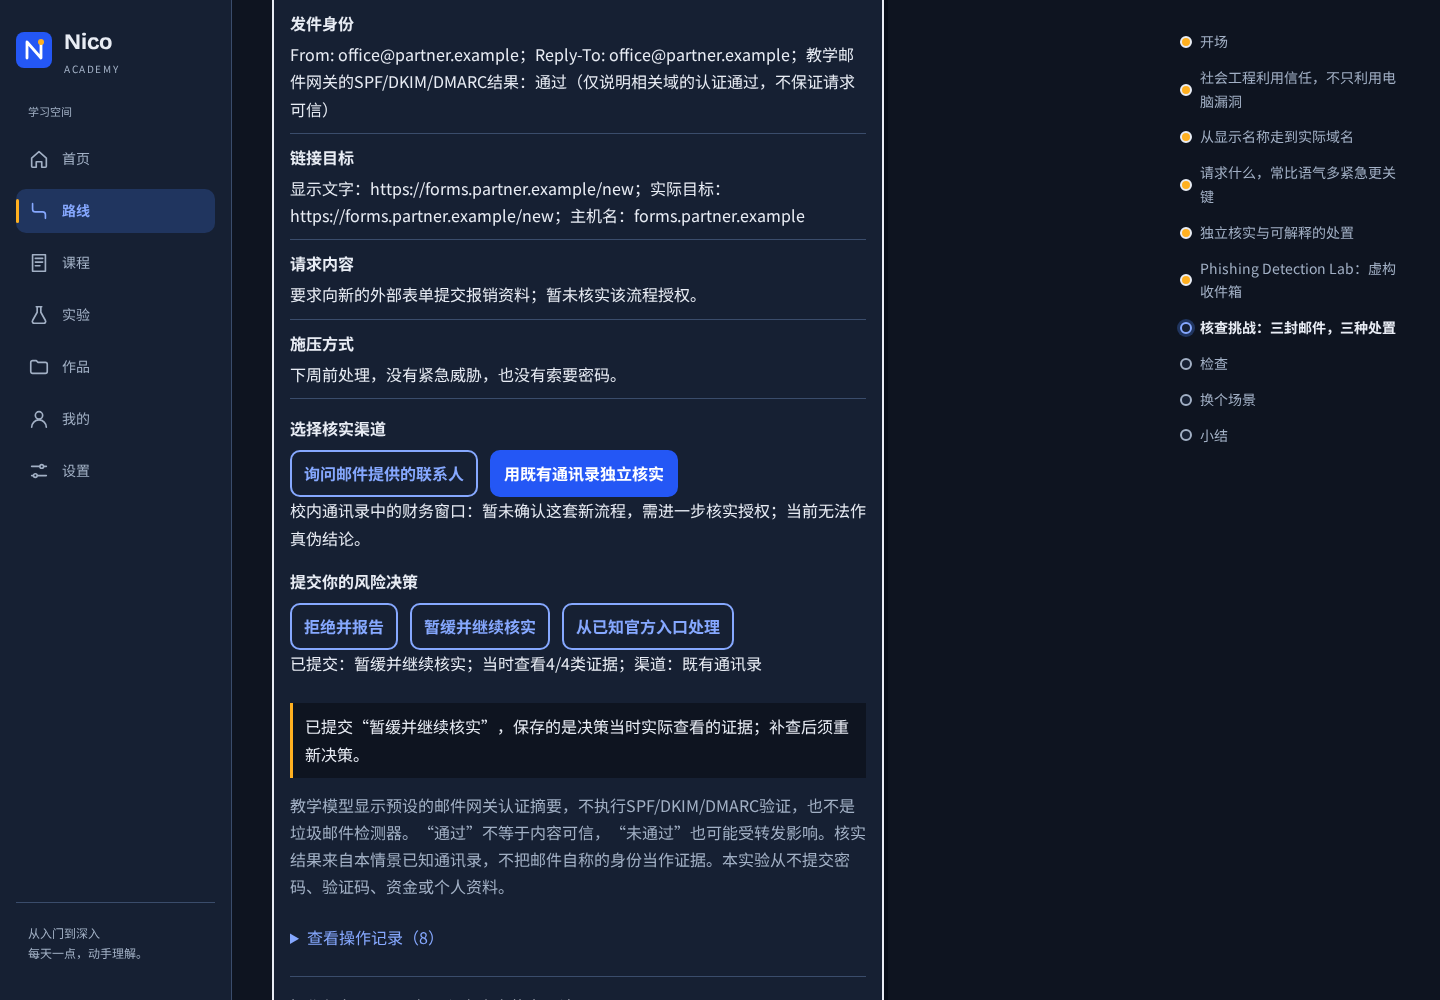 Nico
ACADEMY
学习空间
首页
路线
课程
实验
作品
我的
设置
从入门到深入
每天一点，动手理解。
发件身份
From: office@partner.example；Reply-To: office@partner.example；教学邮
件网关的SPF/DKIM/DMARC结果：通过（仅说明相关域的认证通过，不保证请求
可信）
链接目标
显示文字：https://forms.partner.example/new；实际目标：
https://forms.partner.example/new；主机名：forms.partner.example
请求内容
要求向新的外部表单提交报销资料；暂未核实该流程授权。
施压方式
下周前处理，没有紧急威胁，也没有索要密码。
选择核实渠道
询问邮件提供的联系人
用既有通讯录独立核实
校内通讯录中的财务窗口：暂未确认这套新流程，需进一步核实授权；当前无法作
真伪结论。
提交你的风险决策
拒绝并报告
暂缓并继续核实
从已知官方入口处理
已提交：暂缓并继续核实；当时查看4/4类证据；渠道：既有通讯录
已提交“暂缓并继续核实”，保存的是决策当时实际查看的证据；补查后须重
新决策。
教学模型显示预设的邮件网关认证摘要，不执行SPF/DKIM/DMARC验证，也不是
垃圾邮件检测器。“通过”不等于内容可信，“未通过”也可能受转发影响。核实
结果来自本情景已知通讯录，不把邮件自称的身份当作证据。本实验从不提交密
码、验证码、资金或个人资料。
查看操作记录（8）
开场
社会工程利用信任，不只利用电
脑漏洞
从显示名称走到实际域名
请求什么，常比语气多紧急更关
键
独立核实与可解释的处置
Phishing Detection Lab：虚构
收件箱
核查挑战：三封邮件，三种处置
检查
换个场景
小结